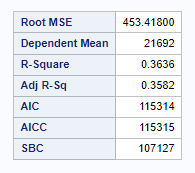 Root MSE 453.41800
Dependent Mean 21692
R-Square 0.3636
Adj R-Sq 0.3582
AIC 115314
AICC 115315
SBC 107127